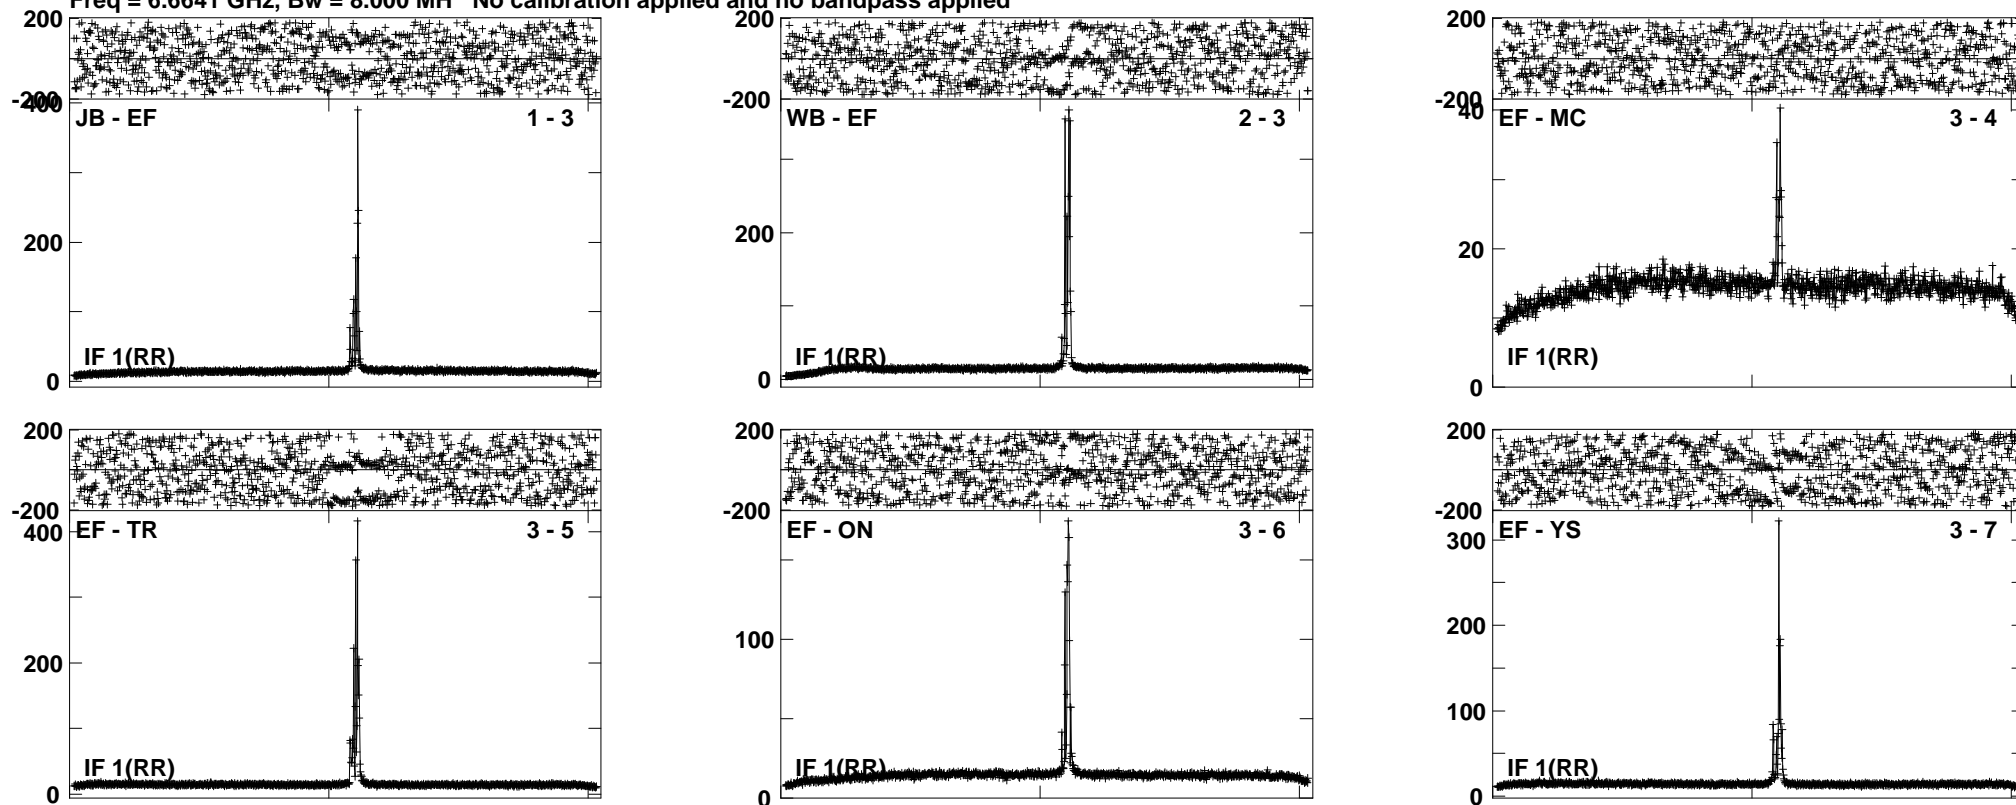 Freq = 6.6641 GHz, Bw = 8.000 MH No calibration applied and no bandpass applied
200
-200
400
200
0
JB - EF 1 - 3
IF 1(RR)
200
-200
200
0
WB - EF 2 - 3
IF 1(RR)
200
-200
40
20
0
EF - MC 3 - 4
IF 1(RR)
200
-200
400
200
0
EF - TR 3 - 5
IF 1(RR)
200
-200
100
0
EF - ON 3 - 6
IF 1(RR)
200
-200
300
200
100
0
EF - YS 3 - 7
IF 1(RR)